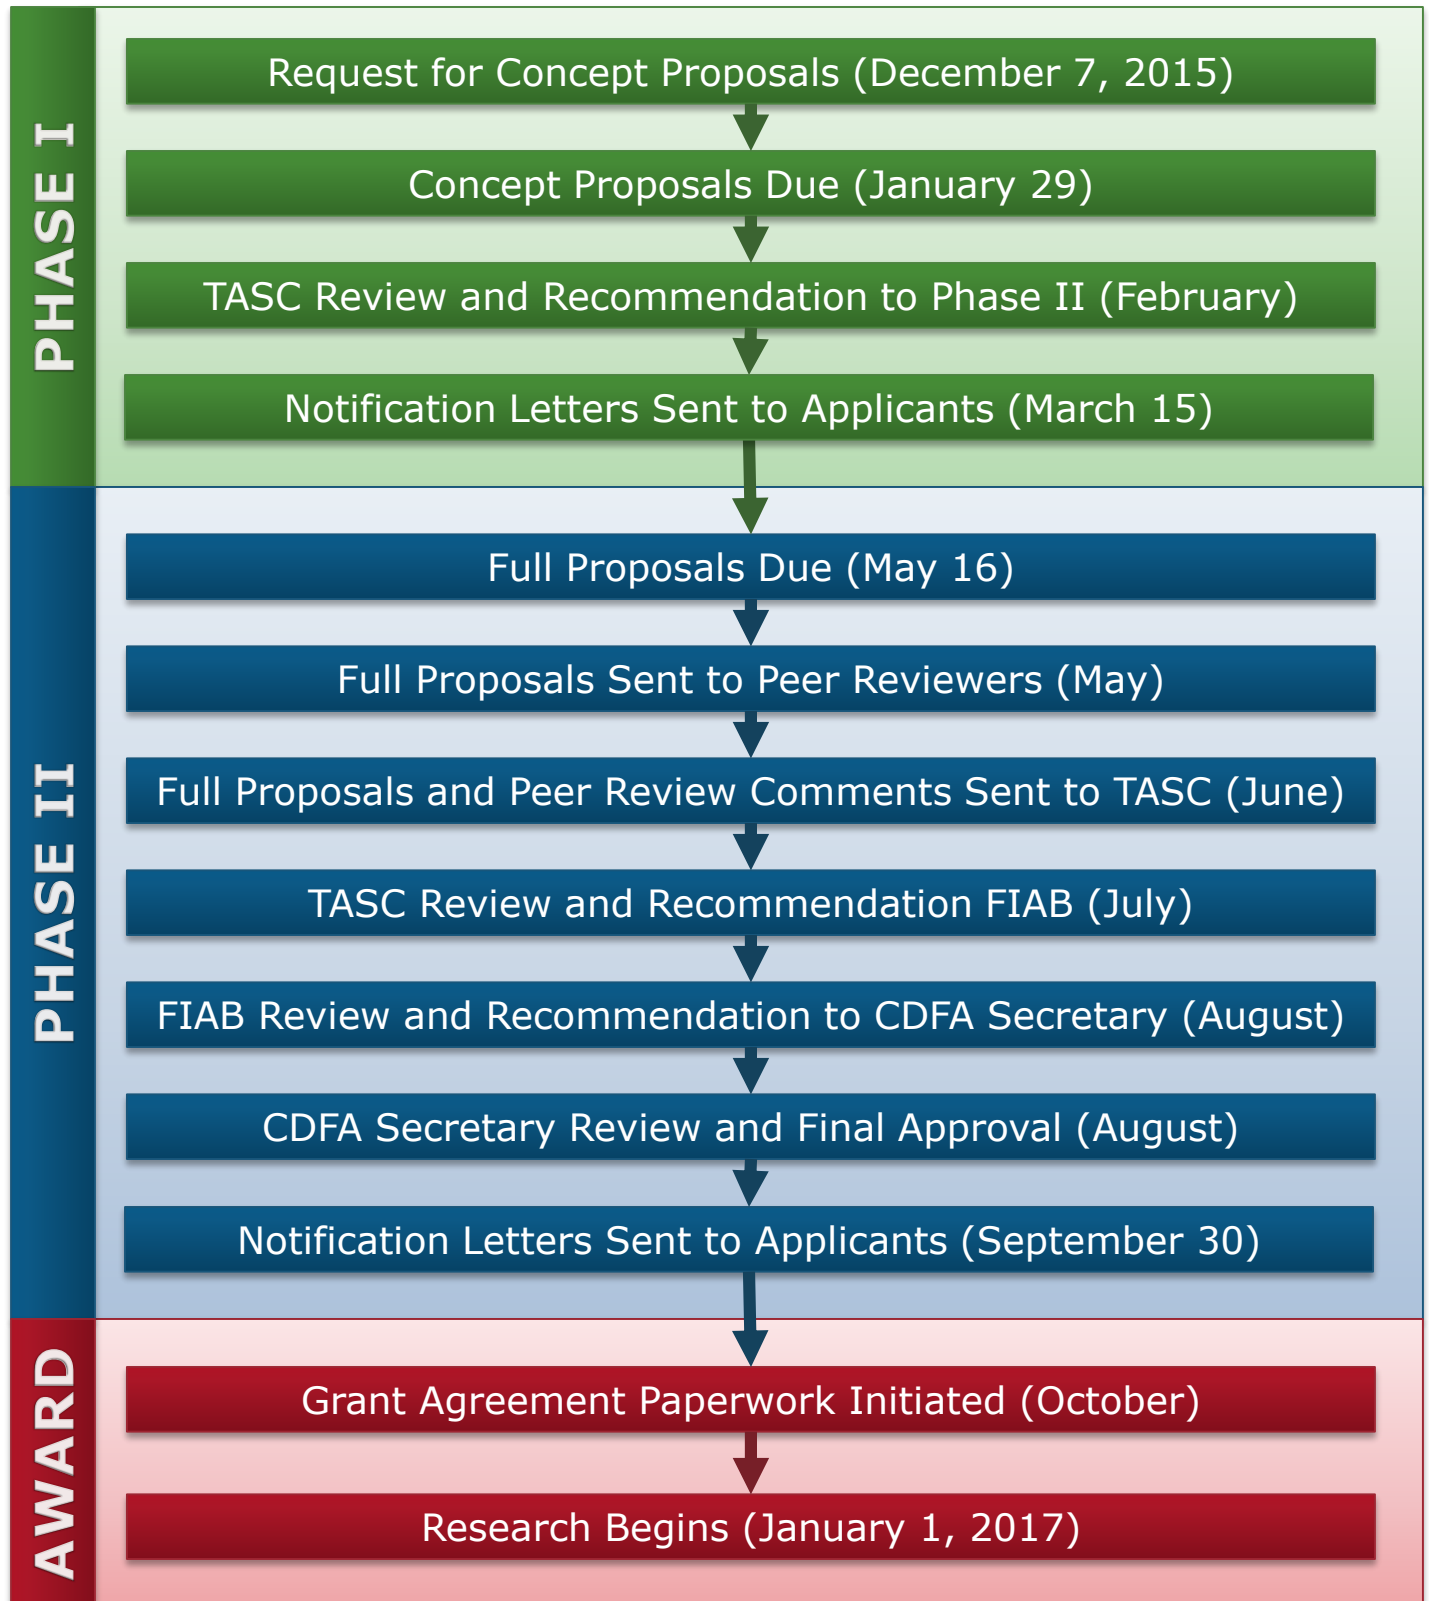 PHASE I
Request for Concept Proposals (December 7, 2015)
Concept Proposals Due (January 29)
TASC Review and Recommendation to Phase II (February)
Notification Letters Sent to Applicants (March 15)
PHASE II
Full Proposals Due (May 16)
Full Proposals Sent to Peer Reviewers (May)
Full Proposals and Peer Review Comments Sent to TASC (June)
TASC Review and Recommendation FIAB (July)
FIAB Review and Recommendation to CDFA Secretary (August)
CDFA Secretary Review and Final Approval (August)
Notification Letters Sent to Applicants (September 30)
AWARD
Grant Agreement Paperwork Initiated (October)
Research Begins (January 1, 2017)